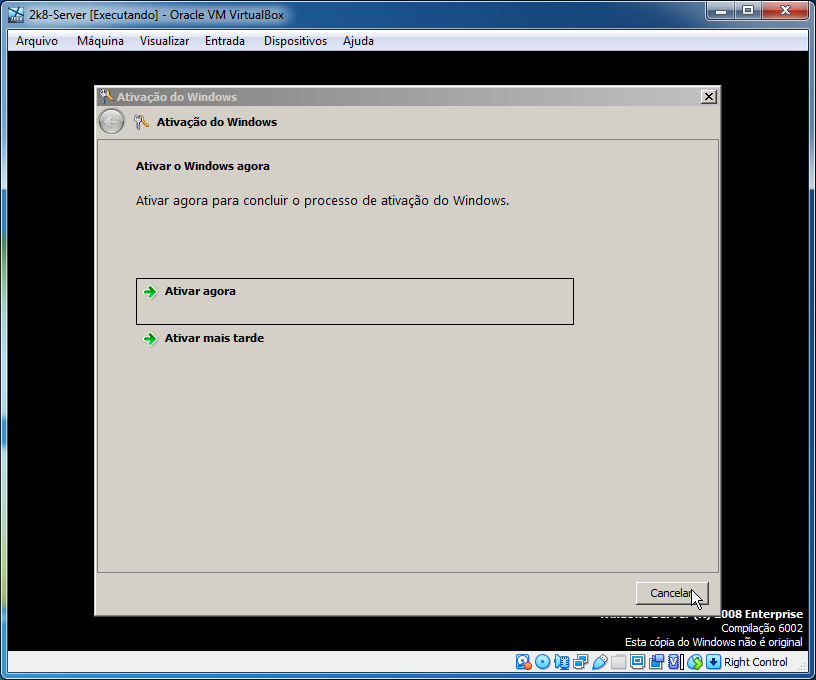 2k8-Server [Executando] - Oracle VM VirtualBox
Arquivo Máquina Visualizar Entrada Dispositivos Ajuda
Ativação do Windows
Ativação do Windows
Ativar o Windows agora
Ativar agora para concluir o processo de ativação do Windows.
Ativar agora
Ativar mais tarde
Cancelar
2008 Enterprise
Compilação 6002
Esta cópia do Windows não é original
Right Control